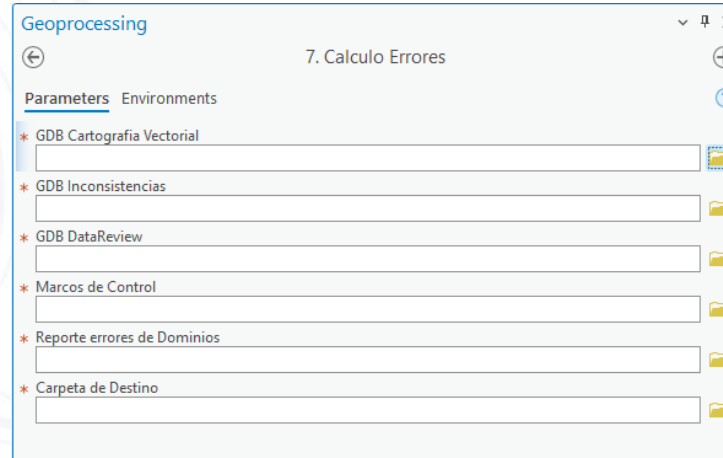 Geoprocessing
7. Calculo Errores
Parameters Environments
* GDB Cartografia Vectorial
* GDB Inconsistencias
* GDB DataReview
* Marcos de Control
* Reporte errores de Dominios
* Carpeta de Destino